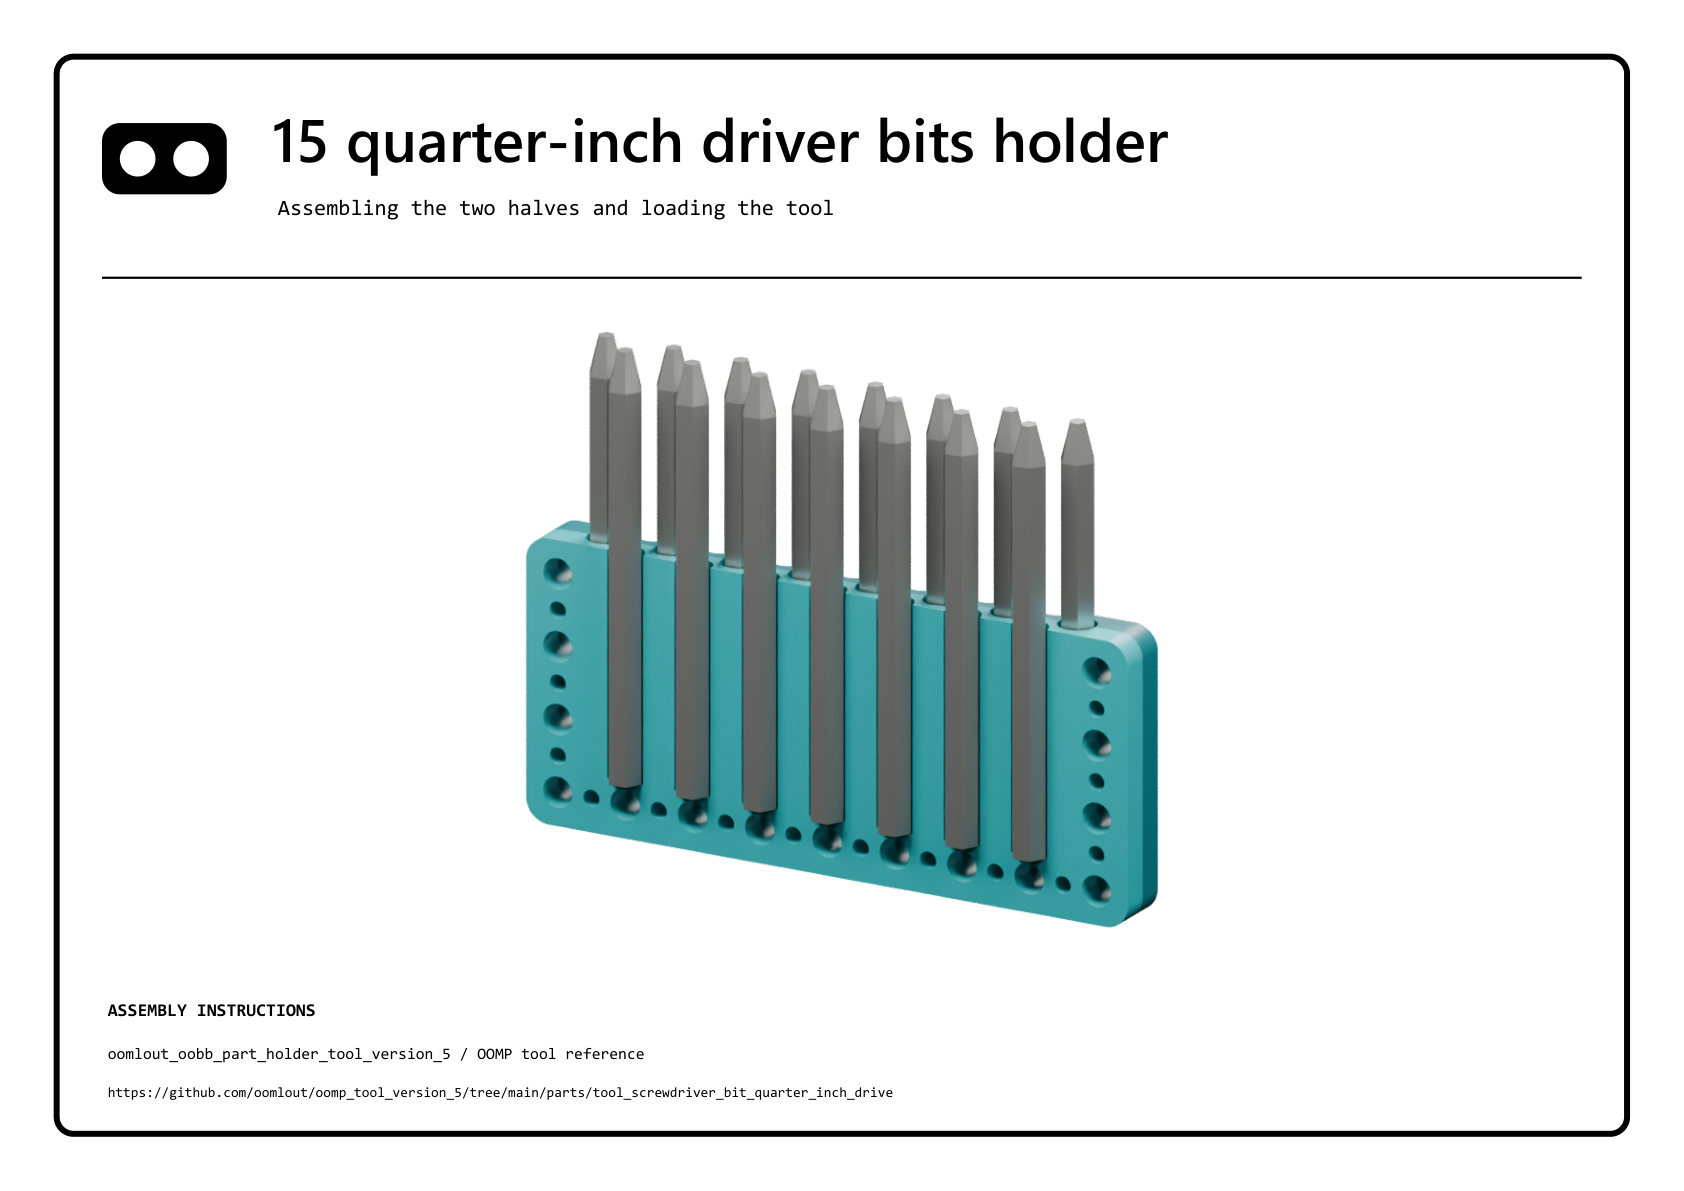 15 quarter-inch driver bits holder
Assembling the two halves and loading the tool
ASSEMBLY INSTRUCTIONS
oomlout_oobb_part_holder_tool_version_5 / OOMP tool reference
https://github.com/oomlout/oomp_tool_version_5/tree/main/parts/tool_screwdriver_bit_quarter_inch_drive